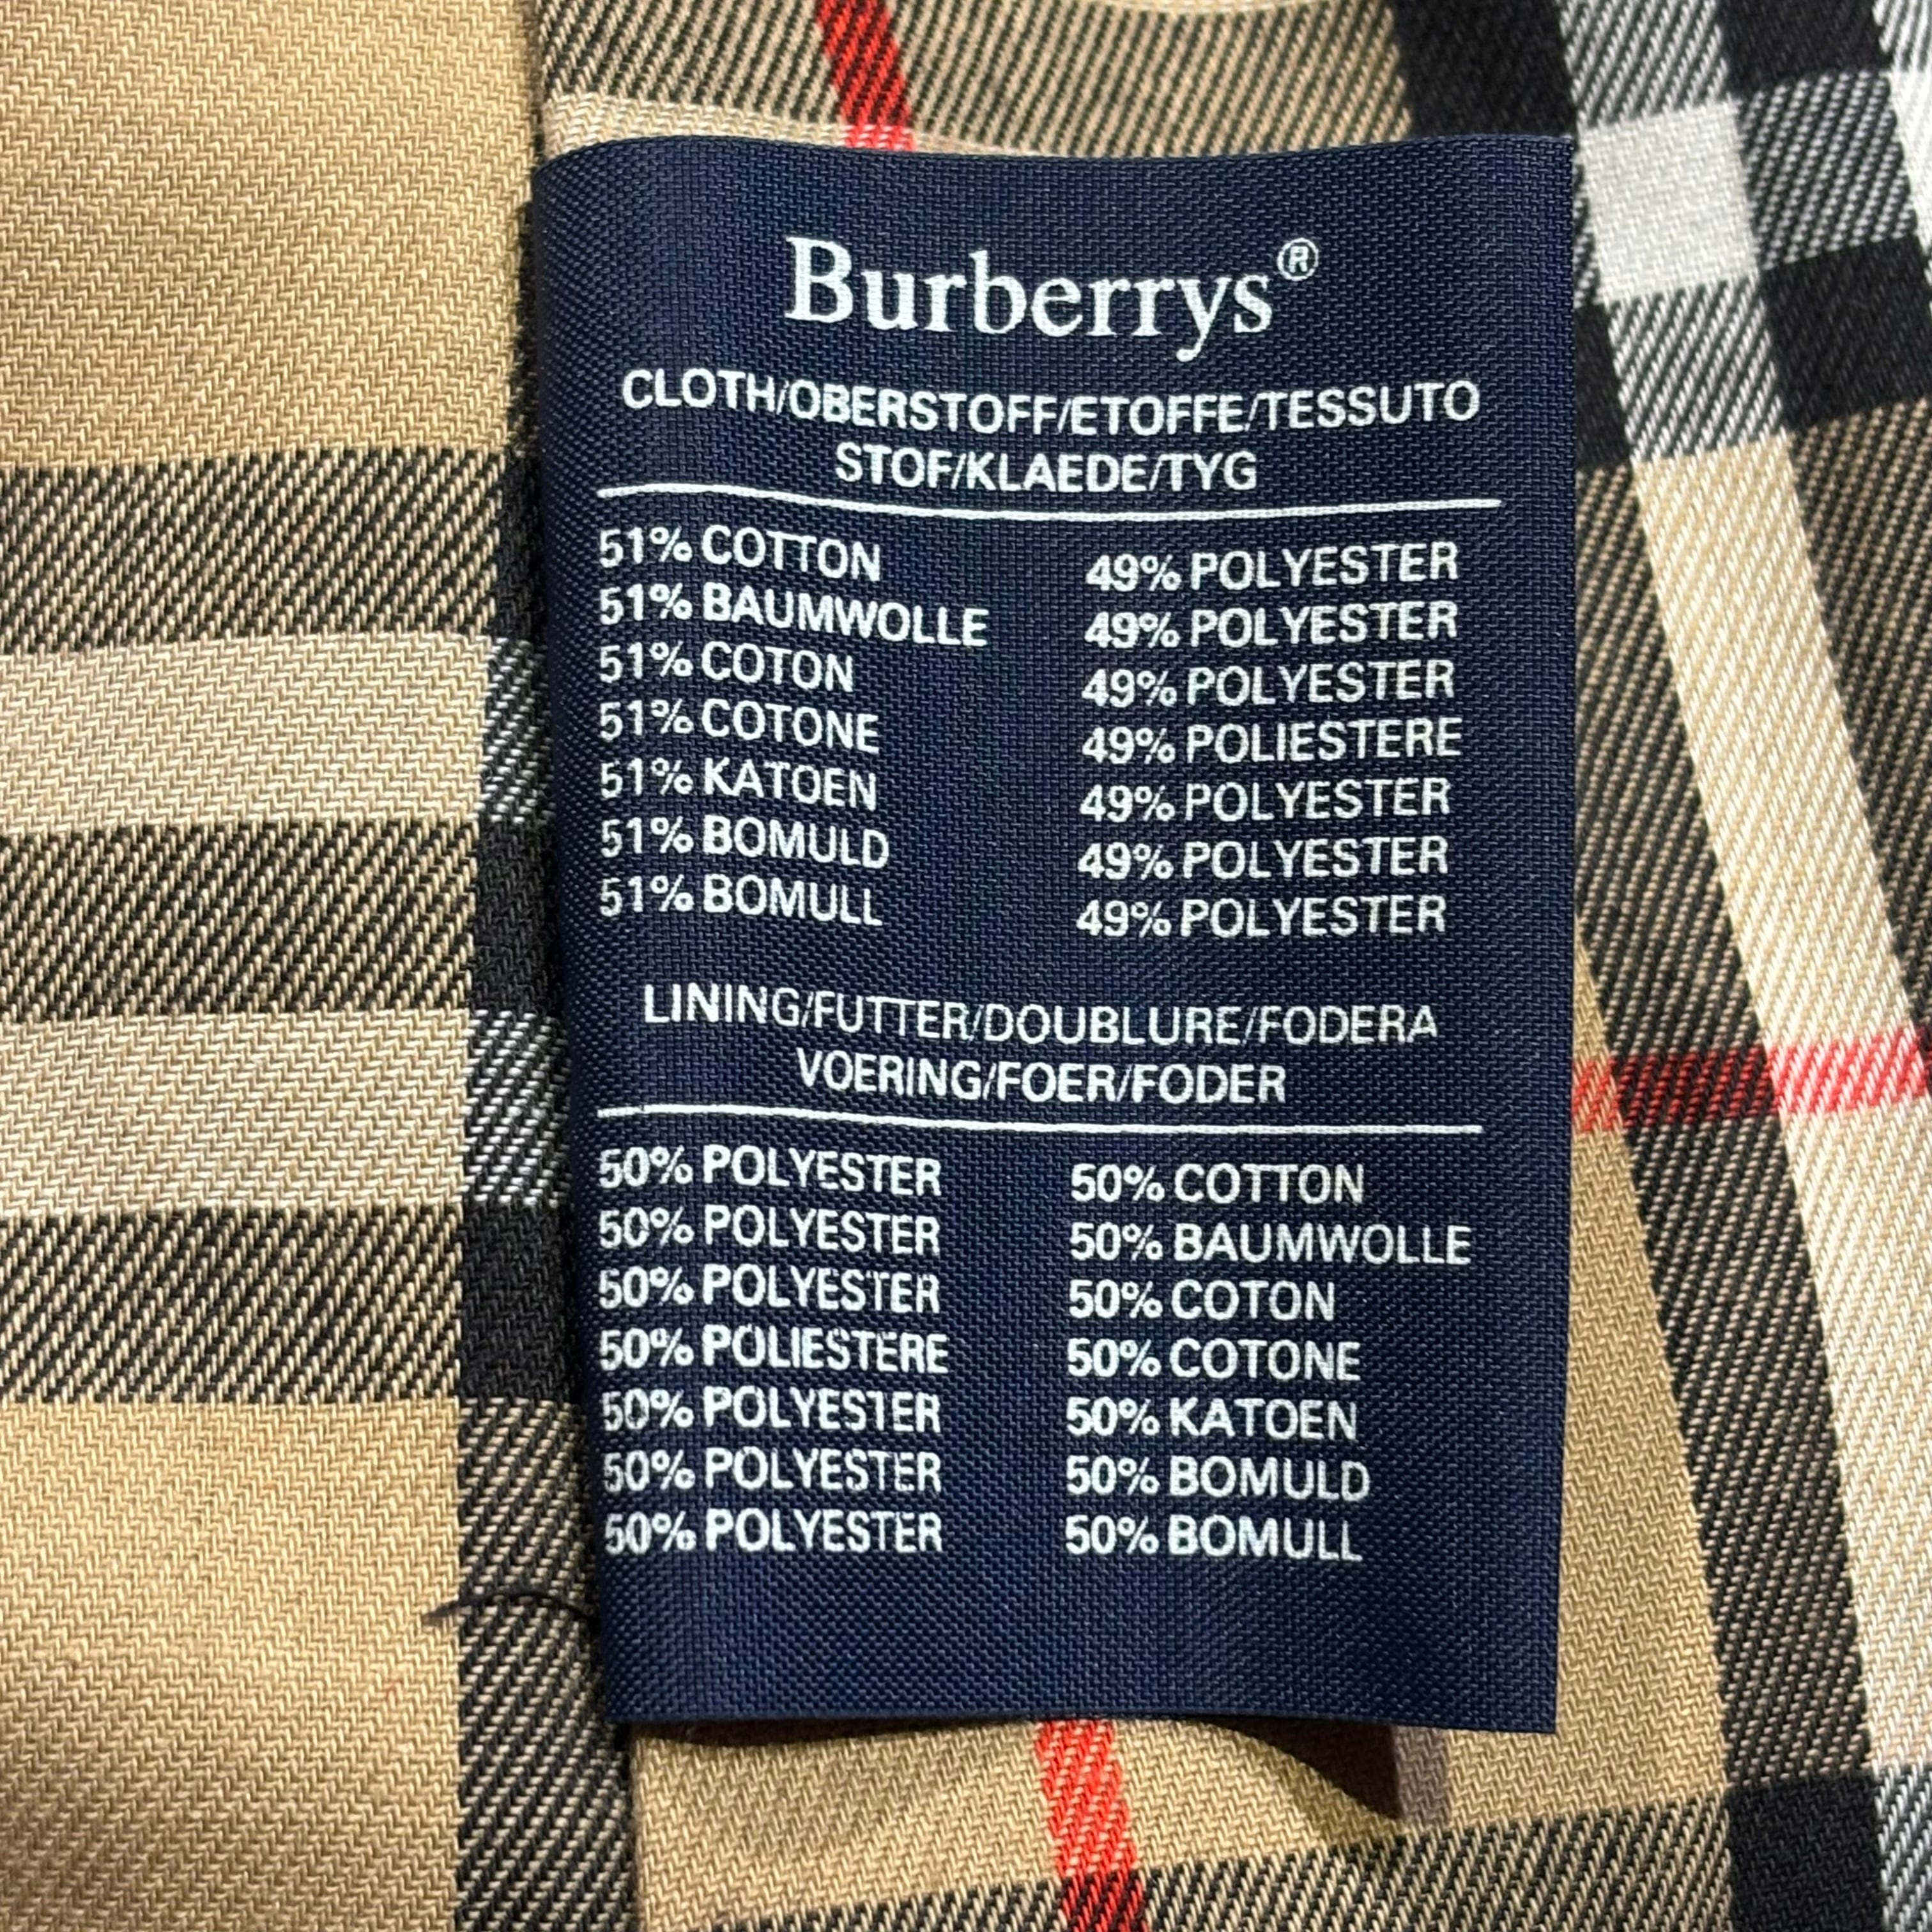 Burberrys®
CLOTH/OBERSTOFF/ETOFFE/TESSUTO
STOF/KLAEDE/TYG
51% COTTON 49% POLYESTER
51% BAUMWOLLE 49% POLYESTER
51% COTON 49% POLYESTER
51% COTONE 49% POLIESTERE
51% KATOEN 49% POLYESTER
51% BOMULD 49% POLYESTER
51% BOMULL 49% POLYESTER
LINING/FUTTER/DOUBLURE/FODERA
VOERING/FOER/FODER
50% POLYESTER 50% COTTON
50% POLYESTER 50% BAUMWOLLE
50% POLYESTER 50% COTON
50% POLIESTERE 50% COTONE
50% POLYESTER 50% KATOEN
50% POLYESTER 50% BOMULD
50% POLYESTER 50% BOMULL